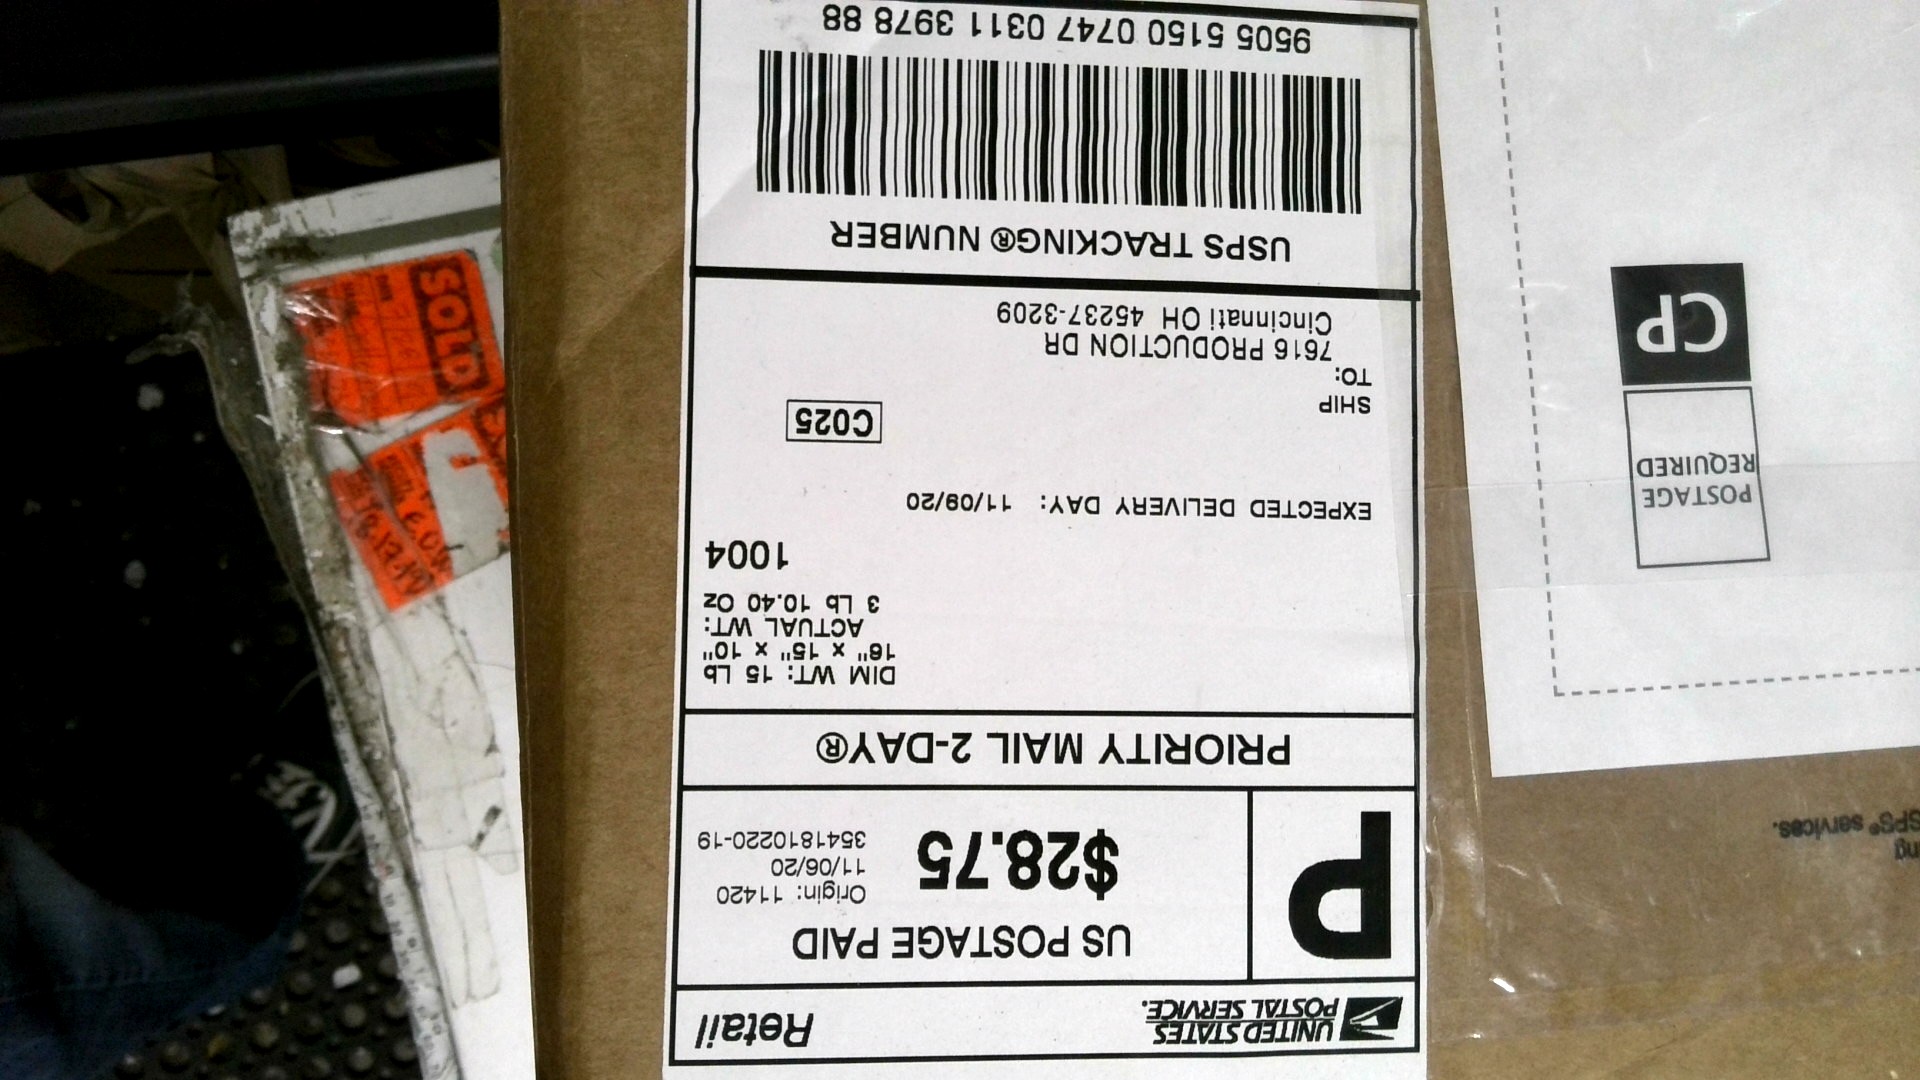 UNITED STATES
POSTAL SERVICE.
Retail
P
US POSTAGE PAID
$28.75
Origin: 11420
11/06/20
3541810220-19
PRIORITY MAIL 2-DAY®
DIM WT: 15 Lb
16" x 15" x 10"
ACTUAL WT:
3 Lb 10.40 Oz
1004
EXPECTED DELIVERY DAY: 11/09/20
C025
SHIP
TO:
7616 PRODUCTION DR
Cincinnati OH 45237-3209
USPS TRACKING® NUMBER
9505 5150 0747 0311 3978 88
POSTAGE
REQUIRED
CP
services.
SOLD